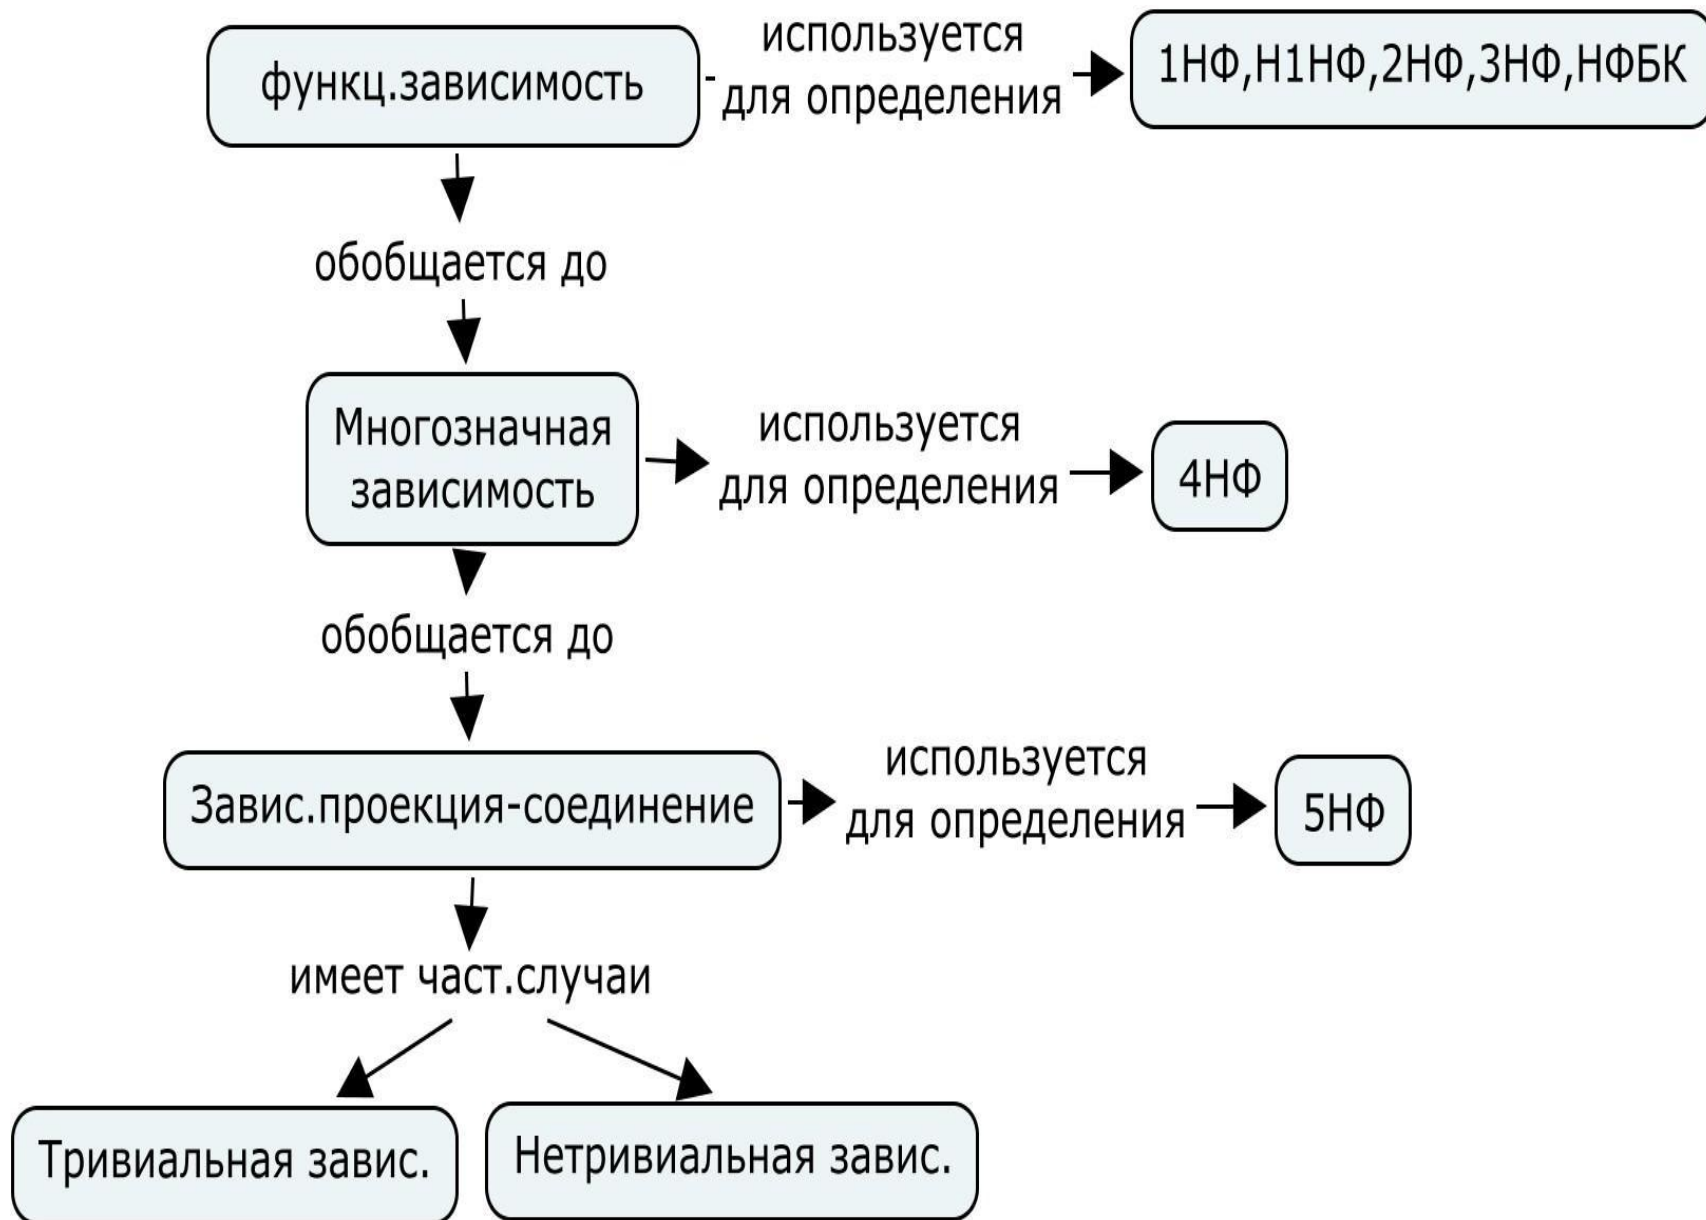 функц.зависимость
используется
для определения
1НФ,Н1НФ,2НФ,3НФ,НФБК
обобщается до
Многозначная
зависимость
используется
для определения
4НФ
обобщается до
Завис.проекция-соединение
используется
для определения
5НФ
имеет част.случаи
Тривиальная завис.
Нетривиальная завис.